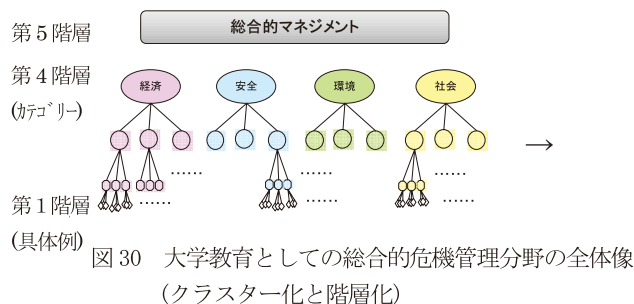 第5階層
総合的マネジメント
第4階層
(カテゴリー)
経済
安全
環境
社会
→
……
……
……
……
……
……
第1階層
(具体例)
図30 大学教育としての総合的危機管理分野の全体像
(クラスター化と階層化)